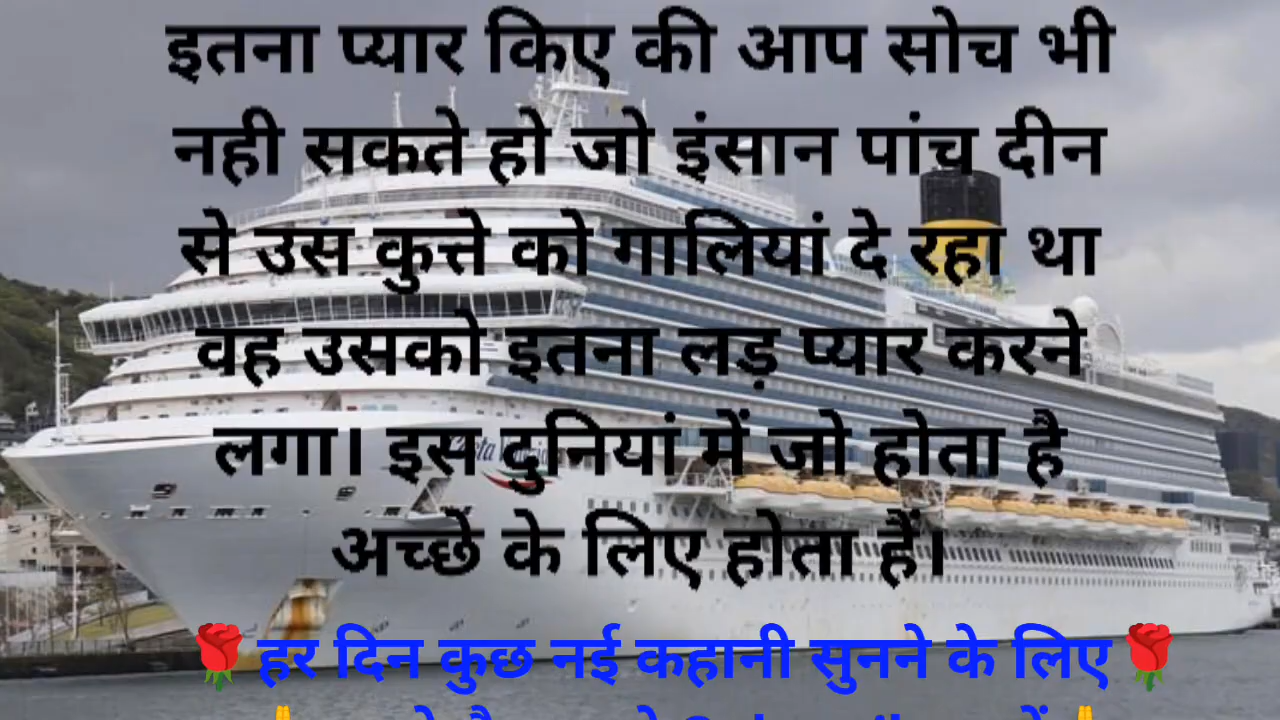 इतना प्यार किए की आप सोच भी
नही सकते हो जो इंसान पांच दीन
से उस कुत्ते को गालियां दे रहा था
वह उसको इतना लड़ प्यार करने
लगा। इस दुनियां में जो होता है
अच्छे के लिए होता हैं।
🌹हर दिन कुछ नई कहानी सुनने के लिए🌹